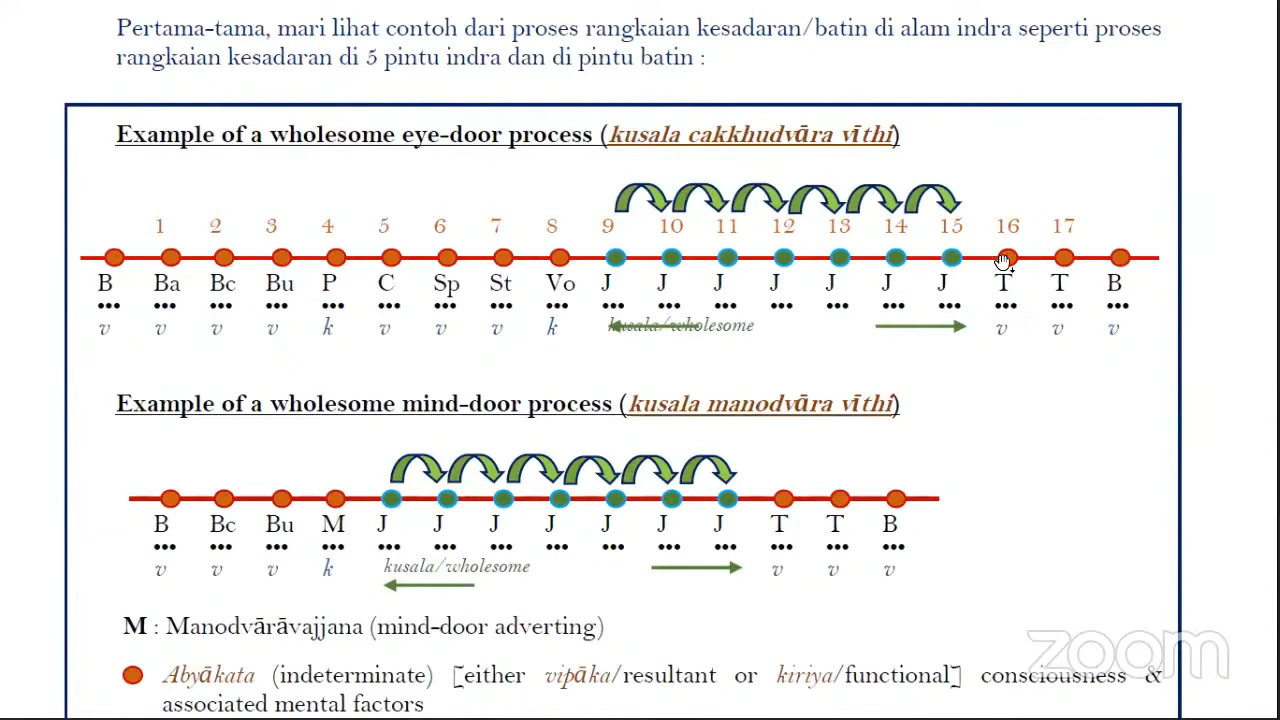 Pertama-tama, mari lihat contoh dari proses rangkaian kesadaran/batin di alam indra seperti proses
rangkaian kesadaran di 5 pintu indra dan di pintu batin :
Example of a wholesome eye-door process (kusala cakkhudvāra vīthi)
1 2 3 4 5 6 7 8 9 10 11 12 13 14 15 16 17
B Ba Bc Bu P C Sp St Vo J J J J J J J T T B
••• ••• ••• ••• ••• ••• ••• ••• ••• ••• ••• ••• ••• ••• ••• ••• ••• ••• •••
v v v v k v v v k kusala/wholesome v v v
Example of a wholesome mind-door process (kusala manodvāra vīthi)
B Bc Bu M J J J J J J J T T B
••• ••• ••• ••• ••• ••• ••• ••• ••• ••• ••• ••• ••• •••
v v v k kusala/wholesome v v v
M : Manodvārāvajjana (mind-door adverting)
Abyākata (indeterminate) [either vipāka/resultant or kiriya/functional] consciousness &
associated mental factors
zoom